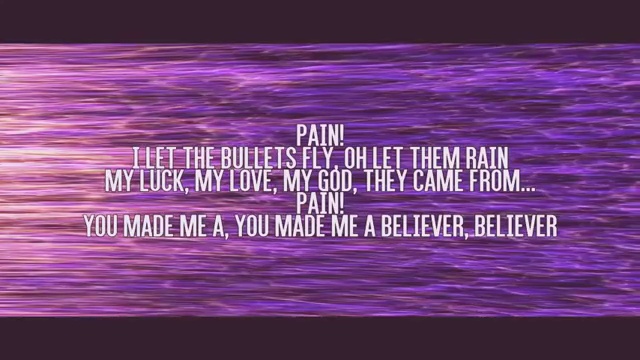 PAIN!
I LET THE BULLETS FLY, OH LET THEM RAIN
MY LUCK, MY LOVE, MY GOD, THEY CAME FROM...
PAIN!
YOU MADE ME A, YOU MADE ME A BELIEVER, BELIEVER